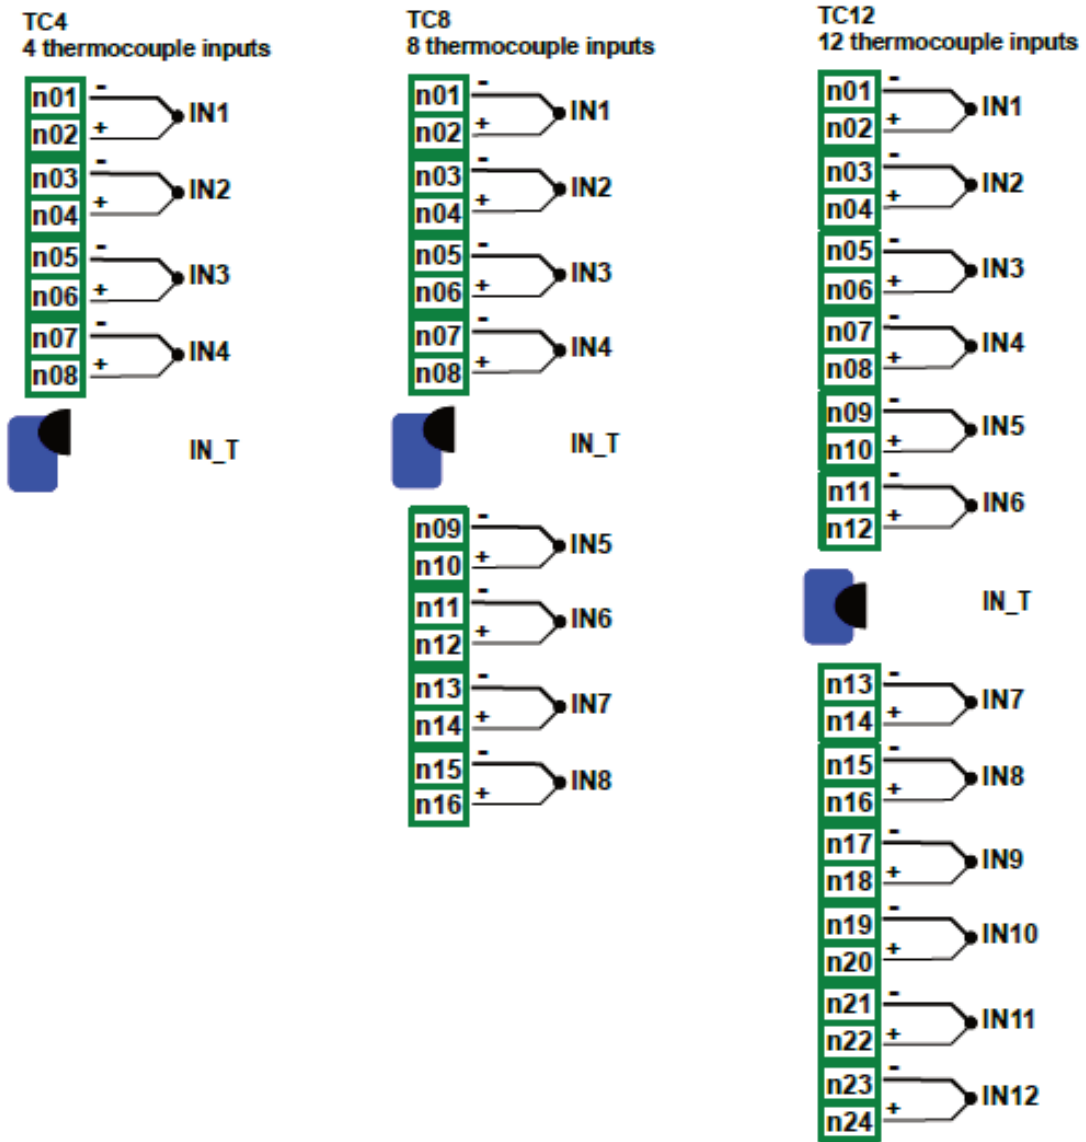 TC4
4 thermocouple inputs
n01 - IN1
n02 +
n03 - IN2
n04 +
n05 - IN3
n06 +
n07 - IN4
n08 +
IN_T
TC8
8 thermocouple inputs
n01 - IN1
n02 +
n03 - IN2
n04 +
n05 - IN3
n06 +
n07 - IN4
n08 +
IN_T
n09 - IN5
n10 +
n11 - IN6
n12 +
n13 - IN7
n14 +
n15 - IN8
n16 +
TC12
12 thermocouple inputs
n01 - IN1
n02 +
n03 - IN2
n04 +
n05 - IN3
n06 +
n07 - IN4
n08 +
n09 - IN5
n10 +
n11 - IN6
n12 +
IN_T
n13 - IN7
n14 +
n15 - IN8
n16 +
n17 - IN9
n18 +
n19 - IN10
n20 +
n21 - IN11
n22 +
n23 - IN12
n24 +